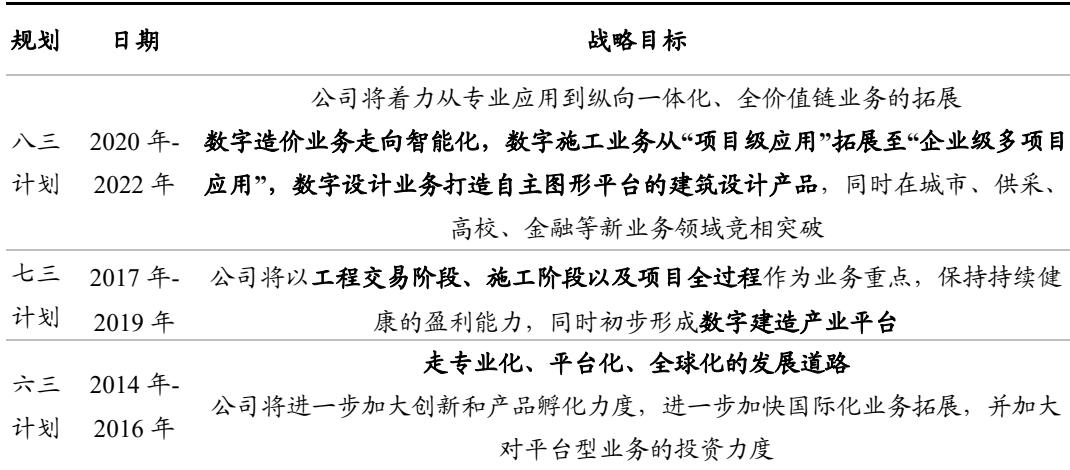 规划 日期 战略目标
公司将着力从专业应用到纵向一体化、全价值链业务的拓展
八三 2020 年- 数字造价业务走向智能化，数字施工业务从“项目级应用”拓展至“企业级多项目
计划 2022 年 应用”，数字设计业务打造自主图形平台的建筑设计产品，同时在城市、供采、
高校、金融等新业务领域竞相突破
七三 2017 年- 公司将以工程交易阶段、施工阶段以及项目全过程作为业务重点，保持持续健
计划 2019 年 康的盈利能力，同时初步形成数字建造产业平台
走专业化、平台化、全球化的发展道路
六三 2014 年- 公司将进一步加大创新和产品孵化力度，进一步加快国际化业务拓展，并加大
计划 2016 年 对平台型业务的投资力度